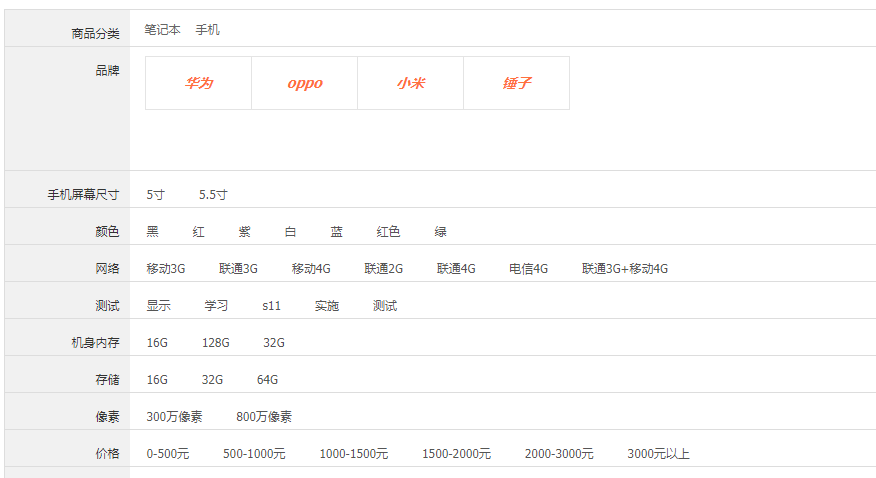 商品分类 笔记本 手机
品牌 华为 oppo 小米 锤子
手机屏幕尺寸 5寸 5.5寸
颜色 黑 红 紫 白 蓝 红色 绿
网络 移动3G 联通3G 移动4G 联通2G 联通4G 电信4G 联通3G+移动4G
测试 显示 学习 s11 实施 测试
机身内存 16G 128G 32G
存储 16G 32G 64G
像素 300万像素 800万像素
价格 0-500元 500-1000元 1000-1500元 1500-2000元 2000-3000元 3000元以上